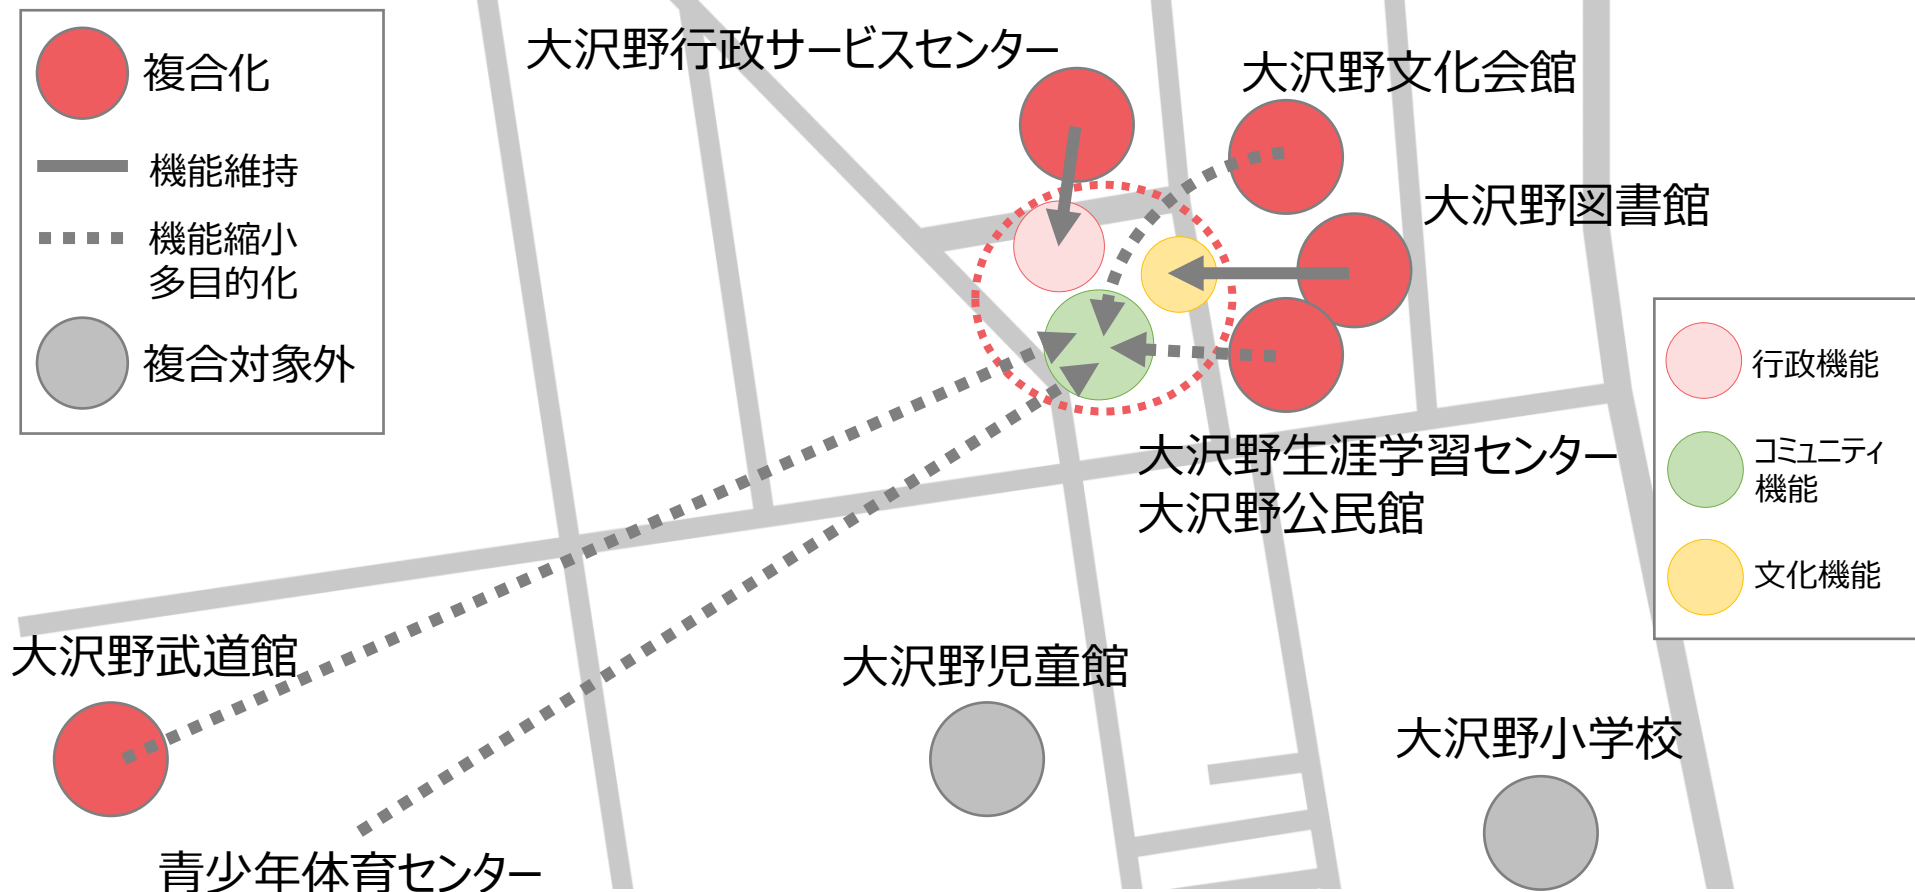 複合化
機能維持
機能縮小
多目的化
複合対象外
大沢野行政サービスセンター
大沢野文化会館
大沢野図書館
大沢野生涯学習センター
大沢野公民館
行政機能
コミュニティ
機能
文化機能
大沢野武道館
大沢野児童館
大沢野小学校
青少年体育センター